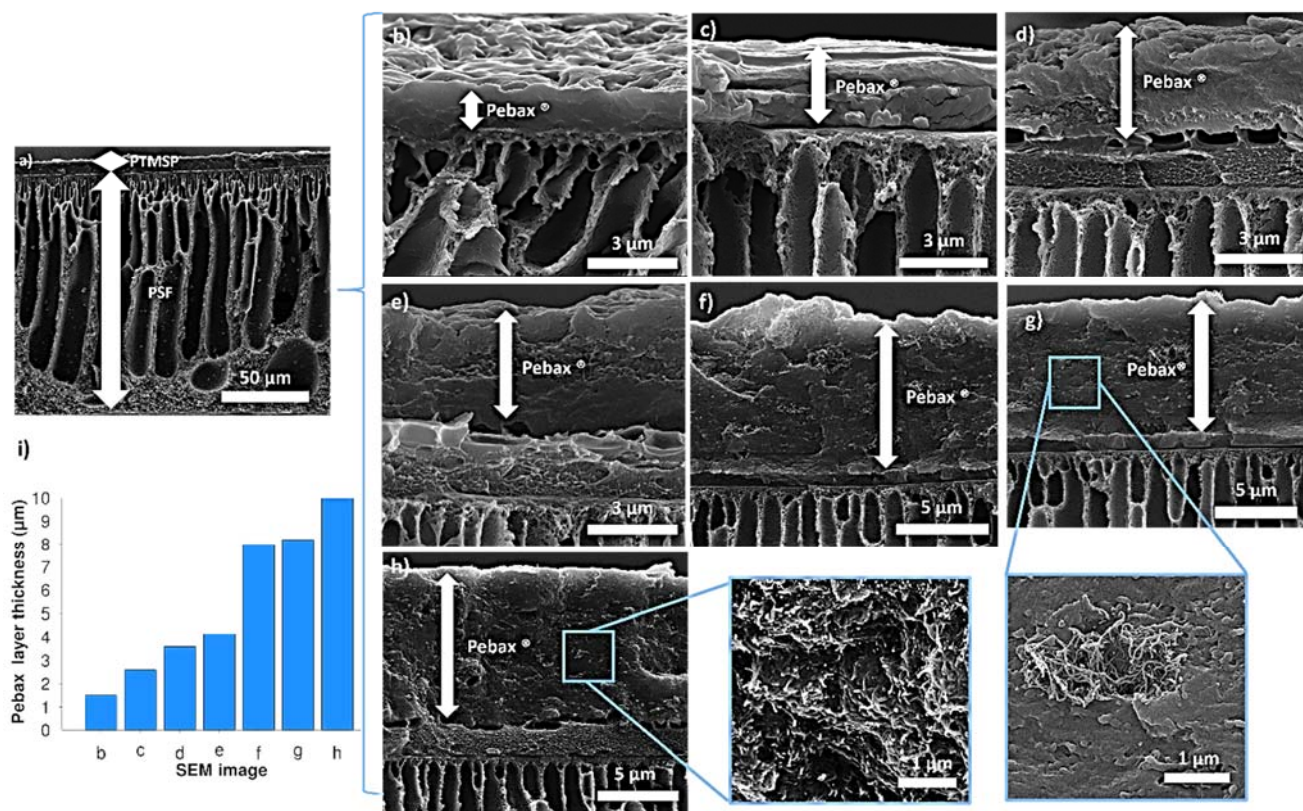 a)
PTMSP
PSF
50 μm
b)
Pebax ®
3 μm
c)
Pebax ®
3 μm
d)
Pebax ®
3 μm
e)
Pebax ®
3 μm
f)
Pebax ®
5 μm
g)
Pebax®
5 μm
h)
Pebax ®
5 μm
1 μm
1 μm
i)
Pebax layer thickness (μm)
10
9
8
7
6
5
4
3
2
1
0
b c d e f g h
SEM image